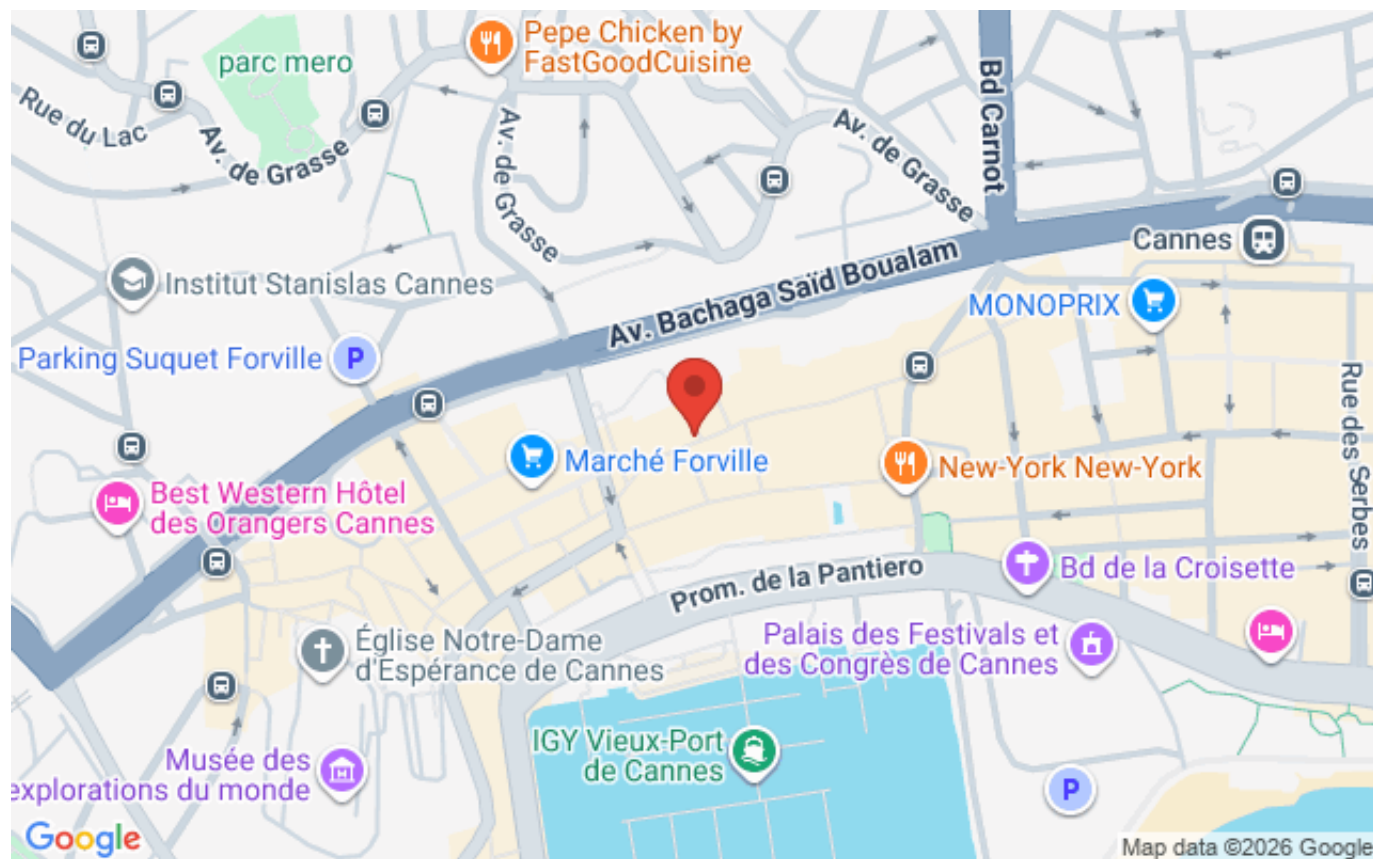 Pepe Chicken by
FastGoodCuisine
parc mero
Rue du Lac
Av. de Grasse
Av. de Grasse
Av. de Grasse
Bd Carnot
Cannes
Institut Stanislas Cannes
Av. Bachaga Saïd Boualam
MONOPRIX
Parking Suquet Forville
P
Rue des Serbes
Marché Forville
New-York New-York
Best Western Hôtel
des Orangers Cannes
Prom. de la Pantiero
Bd de la Croisette
Église Notre-Dame
d'Espérance de Cannes
Palais des Festivals et
des Congrès de Cannes
IGY Vieux-Port
de Cannes
Musée des
explorations du monde
P
Google
Map data ©2026 Google